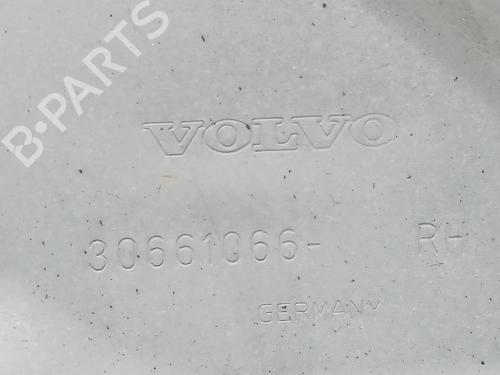 B-PARTS
VOLVO
30661066- RH
GERMANY